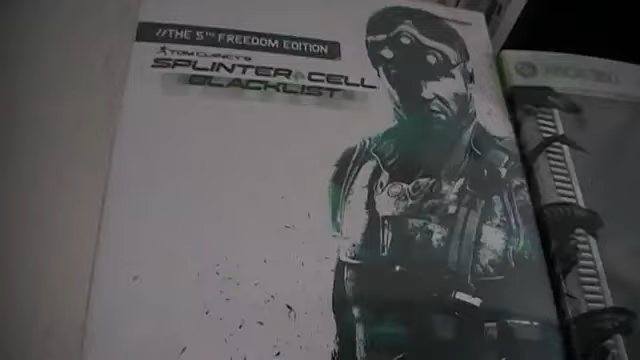 //THE 5TH FREEDOM EDITION
TOM CLANCY'S
SPLINTER CELL
BLACKLIST
XBOX 360